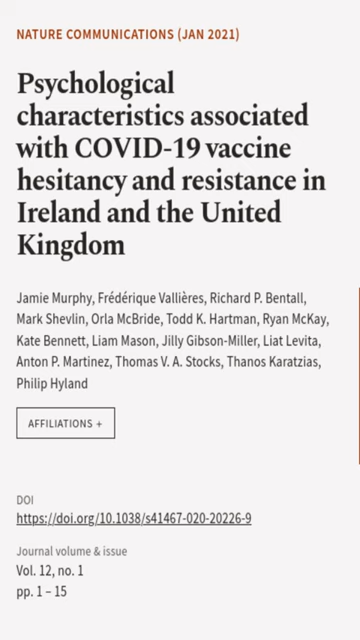 NATURE COMMUNICATIONS (JAN 2021)
Psychological
characteristics associated
with COVID-19 vaccine
hesitancy and resistance in
Ireland and the United
Kingdom
Jamie Murphy, Frédérique Vallières, Richard P. Bentall,
Mark Shevlin, Orla McBride, Todd K. Hartman, Ryan McKay,
Kate Bennett, Liam Mason, Jilly Gibson-Miller, Liat Levita,
Anton P. Martinez, Thomas V. A. Stocks, Thanos Karatzias,
Philip Hyland
AFFILIATIONS +
DOI
https://doi.org/10.1038/s41467-020-20226-9
Journal volume & issue
Vol. 12, no. 1
pp. 1 – 15